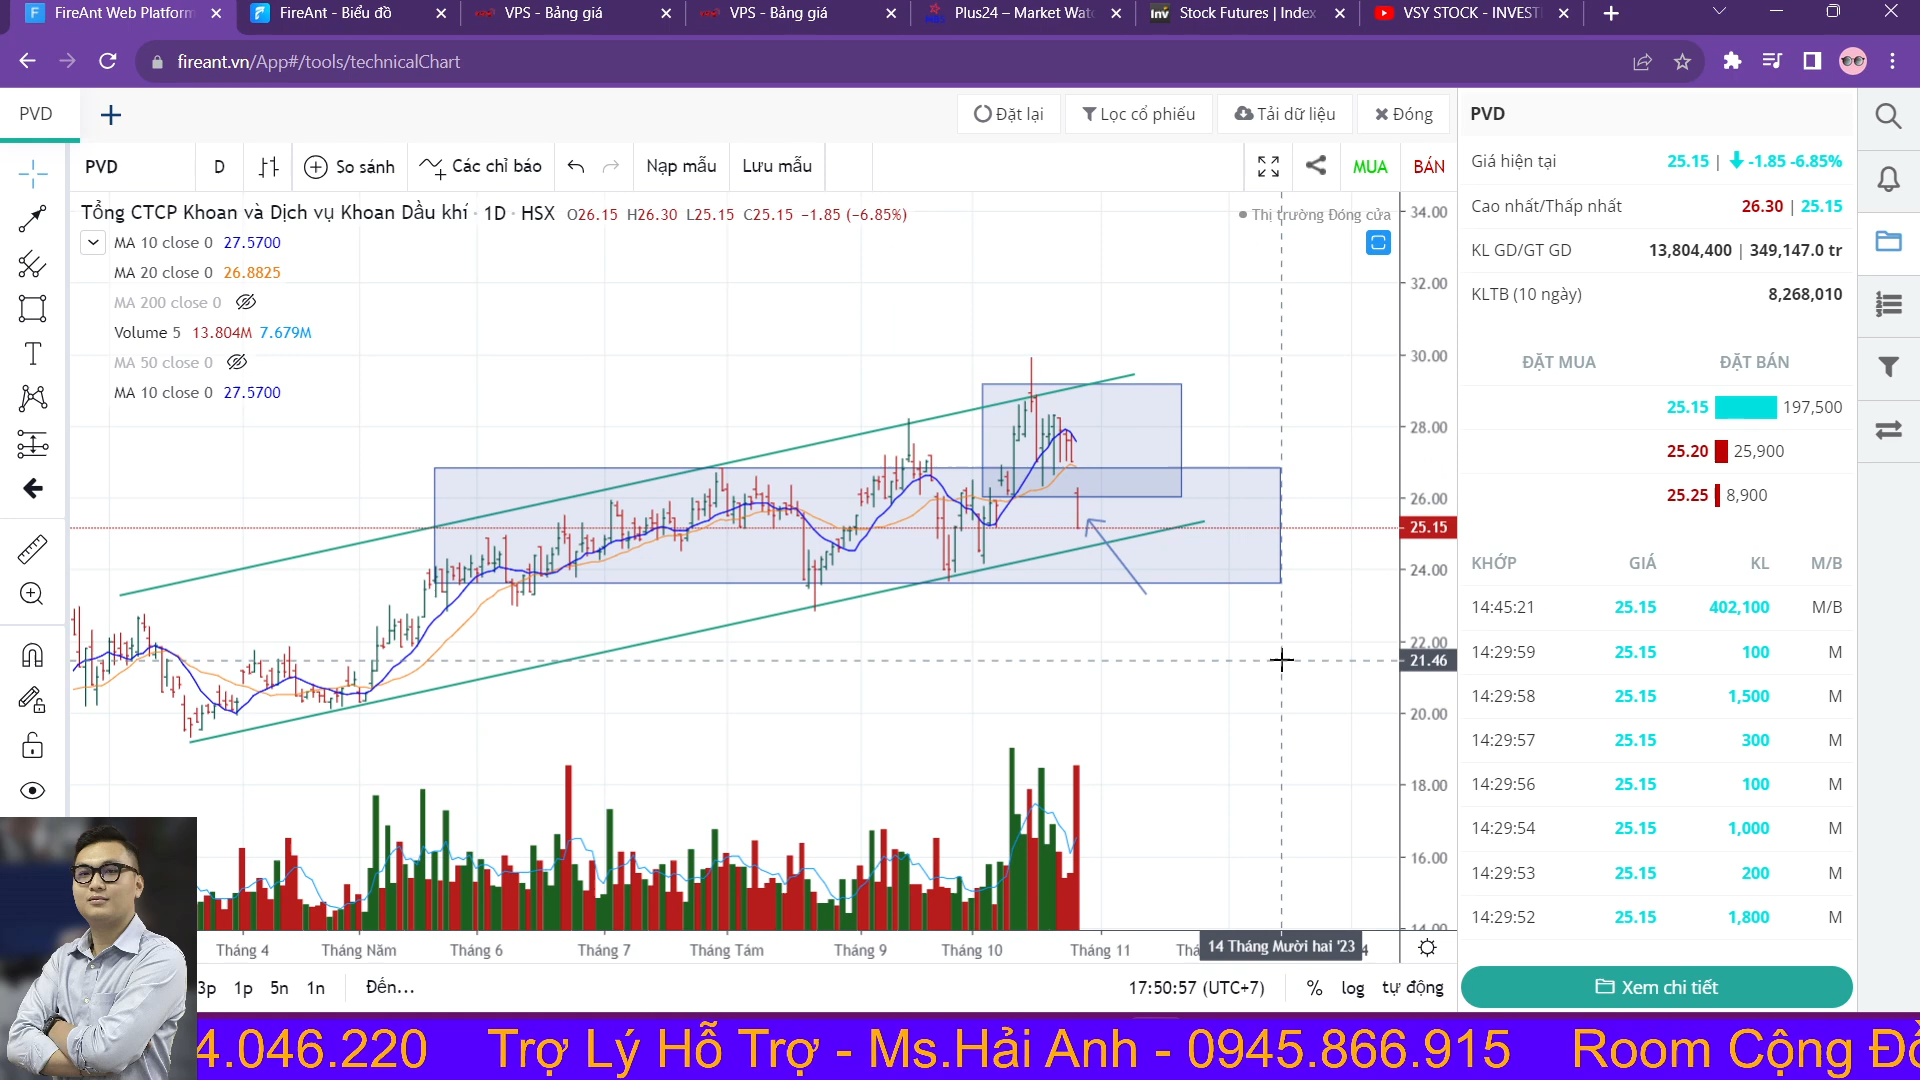 FireAnt Web Platform
FireAnt - Biểu đồ
VPS - Bảng giá
VPS - Bảng giá
Plus24 – Market Wat
Stock Futures | Index
VSY STOCK - INVEST
fireant.vn/App#/tools/technicalChart
PVD
Đặt lại
Lọc cổ phiếu
Tải dữ liệu
Đóng
PVD D So sánh Các chỉ báo Nạp mẫu Lưu mẫu MUA BÁN
Tổng CTCP Khoan và Dịch vụ Khoan Dầu khí · 1D · HSX O26.15 H26.30 L25.15 C25.15 −1.85 (−6.85%)
Thị trường Đóng cửa
MA 10 close 0 27.5700
MA 20 close 0 26.8825
MA 200 close 0
Volume 5 13.804M 7.679M
MA 50 close 0
MA 10 close 0 27.5700
34.00
32.00
30.00
28.00
26.00
25.15
24.00
22.00
21.46
20.00
18.00
16.00
14.00
Tháng 4 Tháng Năm Tháng 6 Tháng 7 Tháng Tám Tháng 9 Tháng 10 Tháng 11 14 Tháng Mười hai '23
3p 1p 5n 1n Đến...
17:50:57 (UTC+7) % log tự động
PVD
Giá hiện tại 25.15 | -1.85 -6.85%
Cao nhất/Thấp nhất 26.30 | 25.15
KL GD/GT GD 13,804,400 | 349,147.0 tr
KLTB (10 ngày) 8,268,010
ĐẶT MUA ĐẶT BÁN
25.15 197,500
25.20 25,900
25.25 8,900
KHỚP GIÁ KL M/B
14:45:21 25.15 402,100 M/B
14:29:59 25.15 100 M
14:29:58 25.15 1,500 M
14:29:57 25.15 300 M
14:29:56 25.15 100 M
14:29:54 25.15 1,000 M
14:29:53 25.15 200 M
14:29:52 25.15 1,800 M
Xem chi tiết
4.046.220 Trợ Lý Hỗ Trợ - Ms.Hải Anh - 0945.866.915 Room Cộng Đồ